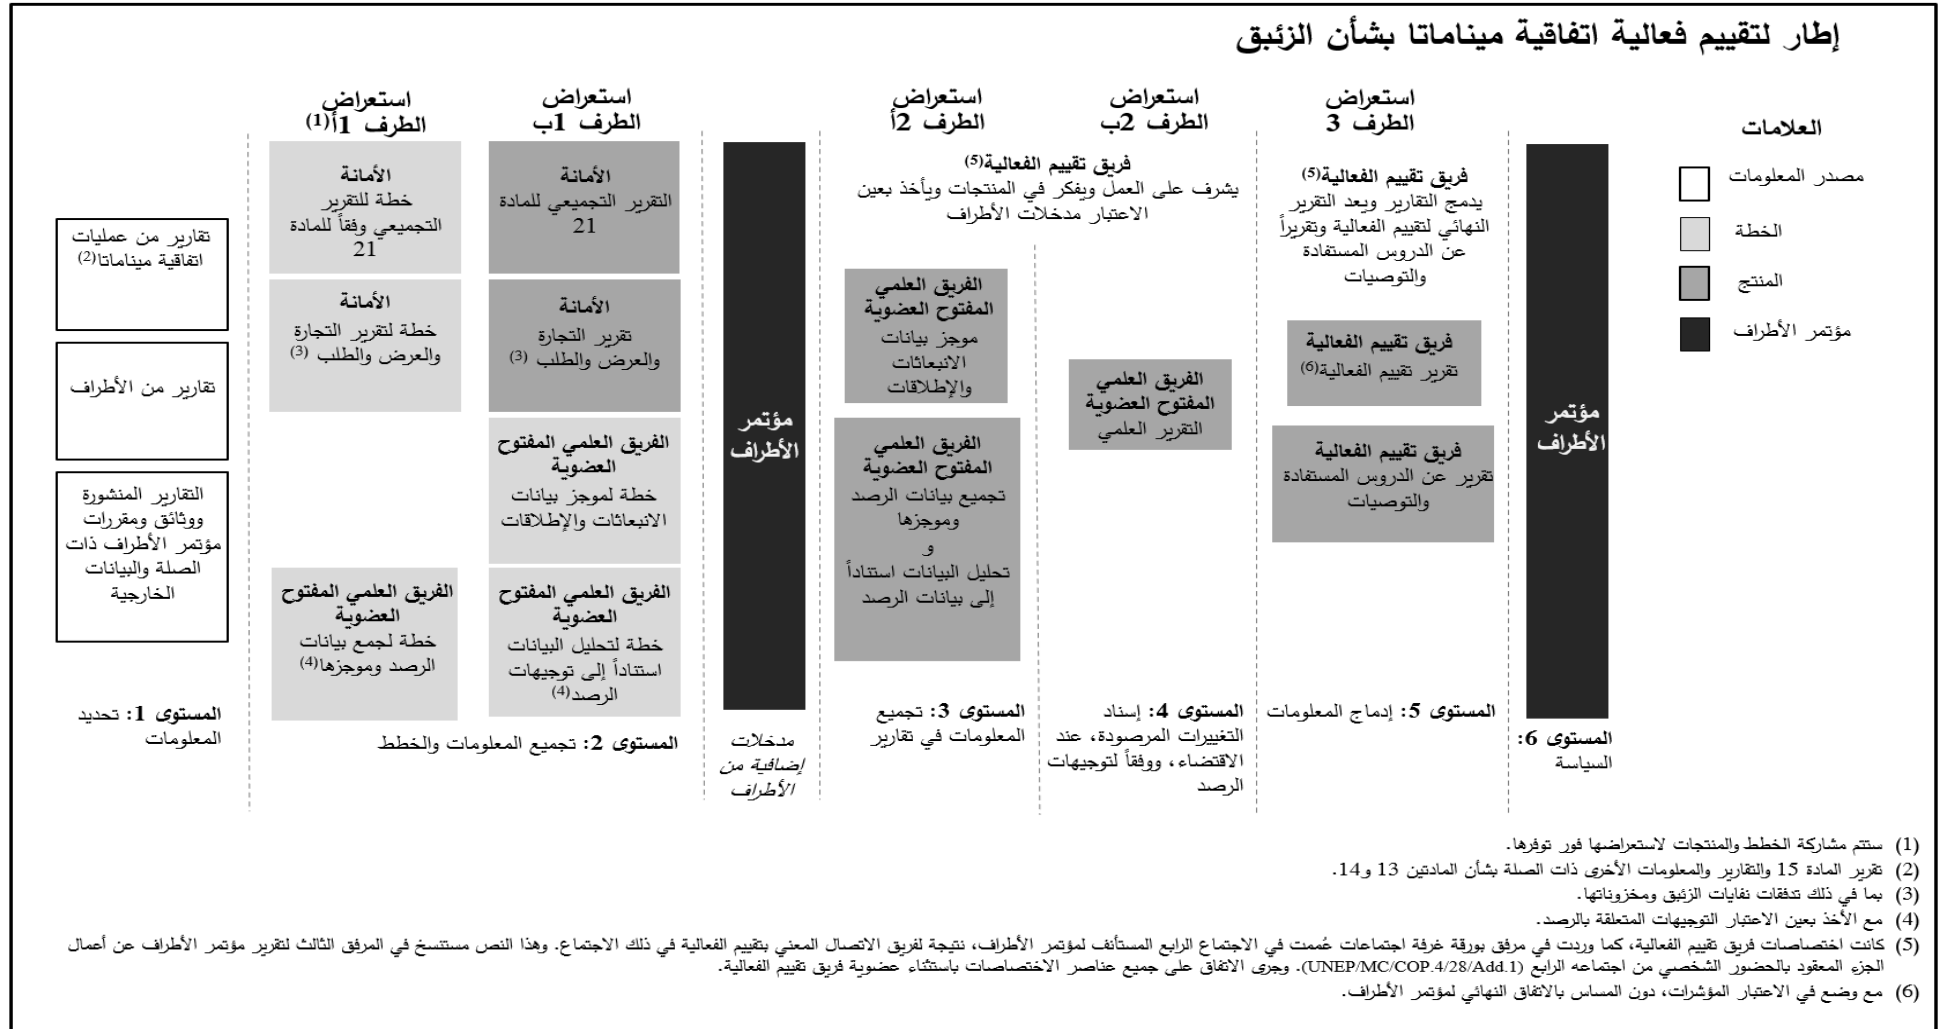 إطار لتقييم فعالية اتفاقية ميناماتا بشأن الزئبق
العلامات
مصدر المعلومات
الخطة
المنتج
مؤتمر الأطراف
تقارير من عمليات
اتفاقية ميناماتا(2)
تقارير من الأطراف
التقارير المنشورة
ووثائق ومقررات
مؤتمر الأطراف ذات
الصلة والبيانات
الخارجية
المستوى 1: تحديد
المعلومات
استعراض
الطرف 1أ(1)
الأمانة
خطة للتقرير
التجميعي وفقاً للمادة
21
الأمانة
خطة لتقرير التجارة
والعرض والطلب (3)
الفريق العلمي المفتوح
العضوية
خطة لجمع بيانات
الرصد وموجزها(4)
استعراض
الطرف 1ب
الأمانة
التقرير التجميعي للمادة
21
الأمانة
تقرير التجارة
والعرض والطلب (3)
الفريق العلمي المفتوح
العضوية
خطة لموجز بيانات
الانبعاثات والإطلاقات
الفريق العلمي المفتوح
العضوية
خطة لتحليل البيانات
استناداً إلى توجيهات
الرصد(4)
المستوى 2: تجميع المعلومات والخطط
مؤتمر
الأطراف
مدخلات
إضافية من
الأطراف
استعراض
الطرف 2أ
استعراض
الطرف 2ب
فريق تقييم الفعالية(5)
يشرف على العمل ويفكر في المنتجات ويأخذ بعين
الاعتبار مدخلات الأطراف
الفريق العلمي
المفتوح العضوية
موجز بيانات
الانبعاثات
والإطلاقات
الفريق العلمي
المفتوح العضوية
تجميع بيانات الرصد
وموجزها
و
تحليل البيانات استناداً
إلى بيانات الرصد
المستوى 3: تجميع
المعلومات في تقارير
الفريق العلمي
المفتوح العضوية
التقرير العلمي
المستوى 4: إسناد
التغييرات المرصودة، عند
الاقتضاء، ووفقاً لتوجيهات
الرصد
استعراض
الطرف 3
فريق تقييم الفعالية(5)
يدمج التقارير ويعد التقرير
النهائي لتقييم الفعالية وتقريراً
عن الدروس المستفادة
والتوصيات
فريق تقييم الفعالية
تقرير تقييم الفعالية(6)
فريق تقييم الفعالية
تقرير عن الدروس المستفادة
والتوصيات
المستوى 5: إدماج المعلومات
مؤتمر
الأطراف
المستوى 6:
السياسة
(1) ستتم مشاركة الخطط والمنتجات لاستعراضها فور توفرها.
(2) تقرير المادة 15 والتقارير والمعلومات الأخرى ذات الصلة بشأن المادتين 13 و14.
(3) بما في ذلك تدفقات نفايات الزئبق ومخزوناتها.
(4) مع الأخذ بعين الاعتبار التوجيهات المتعلقة بالرصد.
(5) كانت اختصاصات فريق تقييم الفعالية، كما وردت في مرفق بورقة غرفة اجتماعات عُممت في الاجتماع الرابع المستأنف لمؤتمر الأطراف، نتيجة لفريق الاتصال المعني بتقييم الفعالية في ذلك الاجتماع. وهذا النص مستنسخ في المرفق الثالث لتقرير مؤتمر الأطراف عن أعمال
الجزء المعقود بالحضور الشخصي من اجتماعه الرابع (UNEP/MC/COP.4/28/Add.1). وجرى الاتفاق على جميع عناصر الاختصاصات باستثناء عضوية فريق تقييم الفعالية.
(6) مع وضع في الاعتبار المؤشرات، دون المساس بالاتفاق النهائي لمؤتمر الأطراف.